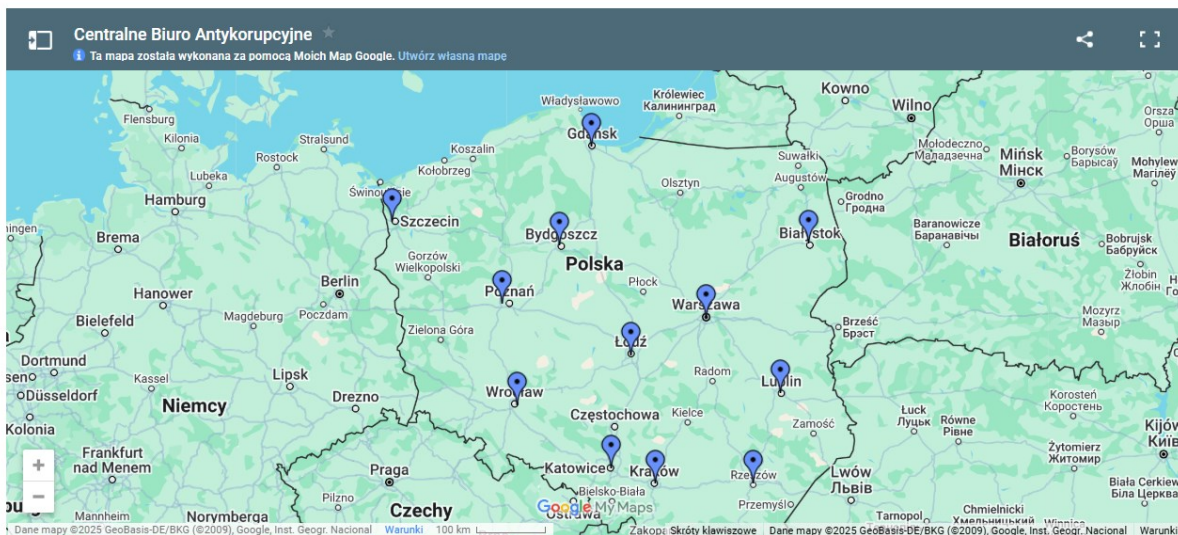 Centralne Biuro Antykorupcyjne
Ta mapa została wykonana za pomocą Moich Map Google. Utwórz własną mapę
Flensburg
Kilonia
Lubeka
Hamburg
Rostock
Stralsund
Świnoujście
Szczecin
Kołobrzeg
Koszalin
Władysławowo
Gdańsk
Królewiec
Калининград
Kowno
Wilno
Orsza
Орша
Mołodeczno
Маладзечна
Mińsk
Мінск
Borysów
Барысаў
Mohylew
Магілёў
Suwałki
Augustów
Olsztyn
Grodno
Гродна
Białystok
Baranowicze
Баранавічы
Białoruś
Bobrujsk
Бабруйск
Żłobin
Жлобін
Mozyrz
Мазыр
Brema
Hanower
Bielefeld
Dortmund
Düsseldorf
Kolonia
Kassel
Magdeburg
Berlin
Poczdam
Lipsk
Drezno
Niemcy
Frankfurt
nad Menem
Mannheim
Norymberga
Gorzów
Wielkopolski
Bydgoszcz
Polska
Poznań
Płock
Warszawa
Zielona Góra
Łódź
Radom
Lublin
Wrocław
Częstochowa
Kielce
Zamość
Katowice
Kraków
Rzeszów
Bielsko-Biała
Przemyśl
Ostrawa
Praga
Pilzno
Czechy
Brześć
Брэст
Łuck
Луцьк
Równe
Рівне
Korosteń
Коростень
Kijów
Київ
Żytomierz
Житомир
Lwów
Львів
Biała Cerkiew
Біла Церква
Tarnopol
Chmielnicki
Хмельницький
Winnica
Google My Maps
+
−
Dane mapy ©2025 GeoBasis-DE/BKG (©2009), Google, Inst. Geogr. Nacional Warunki 100 km
Skróty klawiszowe Dane mapy ©2025 GeoBasis-DE/BKG (©2009), Google, Inst. Geogr. Nacional Warunki